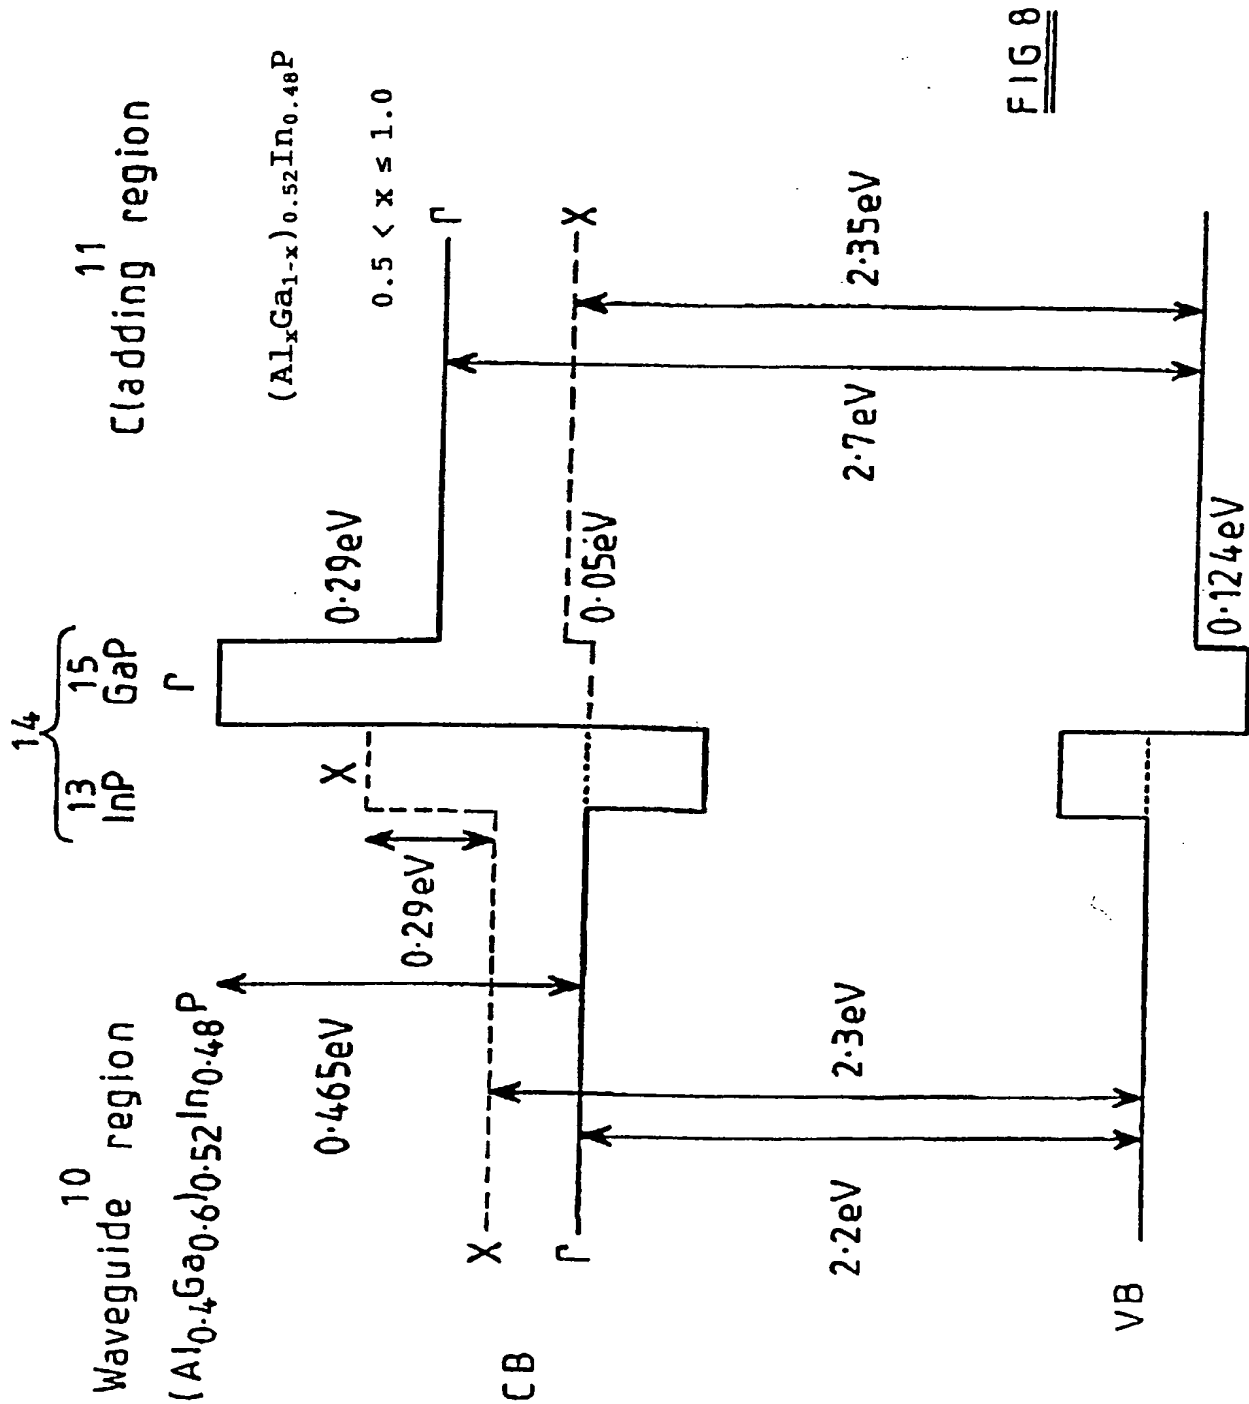 14
10
13
15
11
Waveguide region
InP
GaP
Cladding region
(Al0·4Ga0·6)0·52In0·48P
Γ
(AlxGa1-x)0.52In0.48P
0.5 < x ≤ 1.0
0·465eV
0·29eV
X
0·29eV
X
Γ
Γ
X
CB
0·05eV
2·2eV
2·3eV
2·7eV
2·35eV
VB
0·124eV
FIG 8